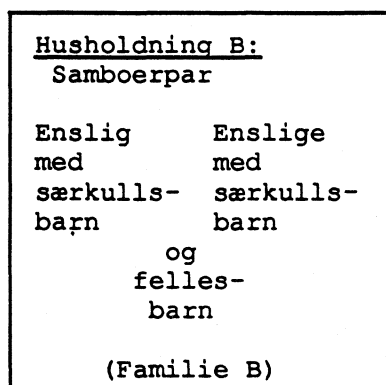 Husholdning B:
Samboerpar
Enslig Enslige
med med
særkulls- særkulls-
barn barn
og
felles-
barn
(Familie B)